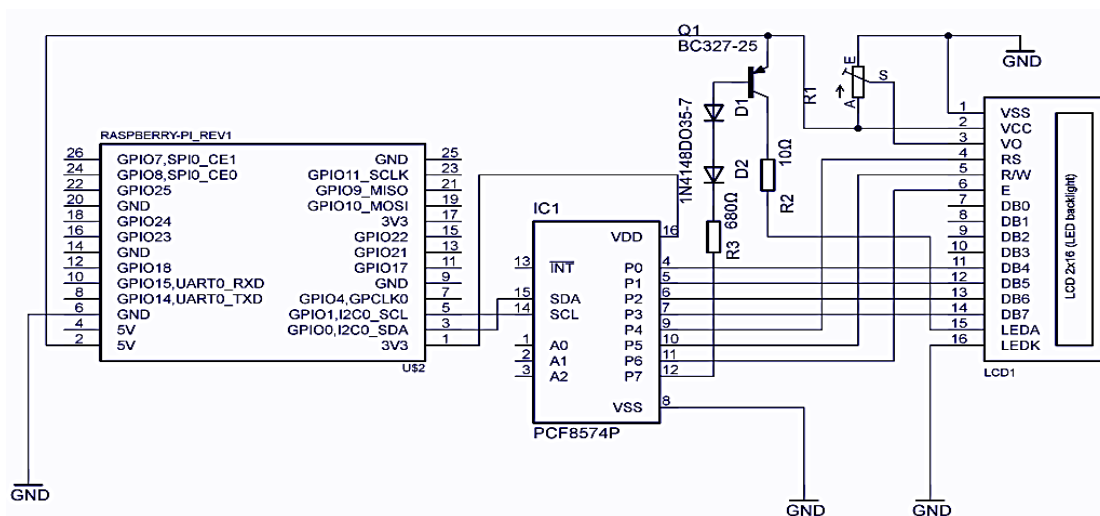 Q1
BC327-25
GND
RASPBERRY-PI_REV1
26 GPIO7,SPI0_CE1 GND 25
24 GPIO8,SPI0_CE0 GPIO11_SCLK 23
22 GPIO25 GPIO9_MISO 21
20 GND GPIO10_MOSI 19
18 GPIO24 3V3 17
16 GPIO23 GPIO22 15
14 GND GPIO21 13
12 GPIO18 GPIO17 11
10 GPIO15,UART0_RXD GND 9
8 GPIO14,UART0_TXD GPIO4,GPCLK0 7
6 GND GPIO1,I2C0_SCL 5
4 5V GPIO0,I2C0_SDA 3
2 5V 3V3 1
U$2
IC1
VDD 16
13 INT P0 4
P1 5
15 SDA P2 6
14 SCL P3 7
P4 9
1 A0 P5 10
2 A1 P6 11
3 A2 P7 12
VSS 8
PCF8574P
D1
D2
1N4148DO35-7
680Ω
R3
10Ω
R2
R1
E
S
A
1 VSS
2 VCC
3 VO
4 RS
5 R/W
6 E
7 DB0
8 DB1
9 DB2
10 DB3
11 DB4
12 DB5
13 DB6
14 DB7
15 LEDA
16 LEDK
LCD 2x16 (LED backlight)
LCD1
GND
GND
GND